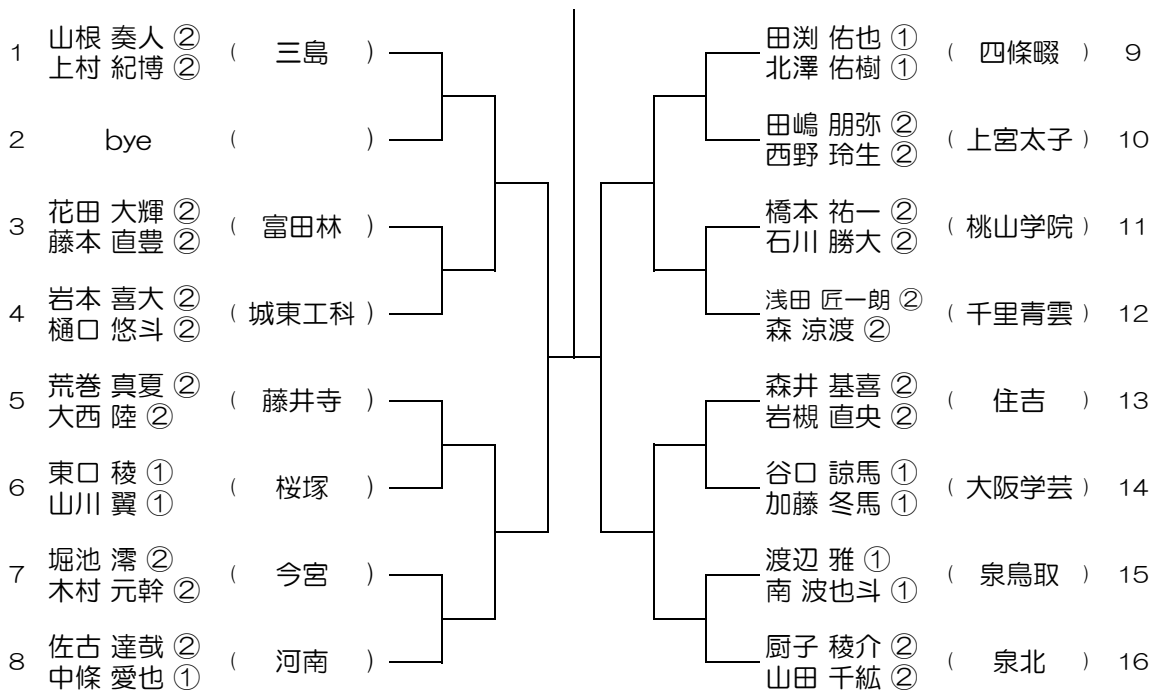 1 山根 奏人 ② ( 三島 )
上村 紀博 ②
2 bye ( )
3 花田 大輝 ② ( 富田林 )
藤本 直豊 ②
4 岩本 喜大 ② ( 城東工科 )
樋口 悠斗 ②
5 荒巻 真夏 ② ( 藤井寺 )
大西 陸 ②
6 東口 稜 ① ( 桜塚 )
山川 翼 ①
7 堀池 澪 ② ( 今宮 )
木村 元幹 ②
8 佐古 達哉 ② ( 河南 )
中條 愛也 ①
田渕 佑也 ① ( 四條畷 ) 9
北澤 佑樹 ①
田嶋 朋弥 ② ( 上宮太子 ) 10
西野 玲生 ②
橋本 祐一 ② ( 桃山学院 ) 11
石川 勝大 ②
浅田 匠一朗 ② ( 千里青雲 ) 12
森 涼渡 ②
森井 基喜 ② ( 住吉 ) 13
岩槻 直央 ②
谷口 諒馬 ① ( 大阪学芸 ) 14
加藤 冬馬 ①
渡辺 雅 ① ( 泉鳥取 ) 15
南 波也斗 ①
厨子 稜介 ② ( 泉北 ) 16
山田 千紘 ②